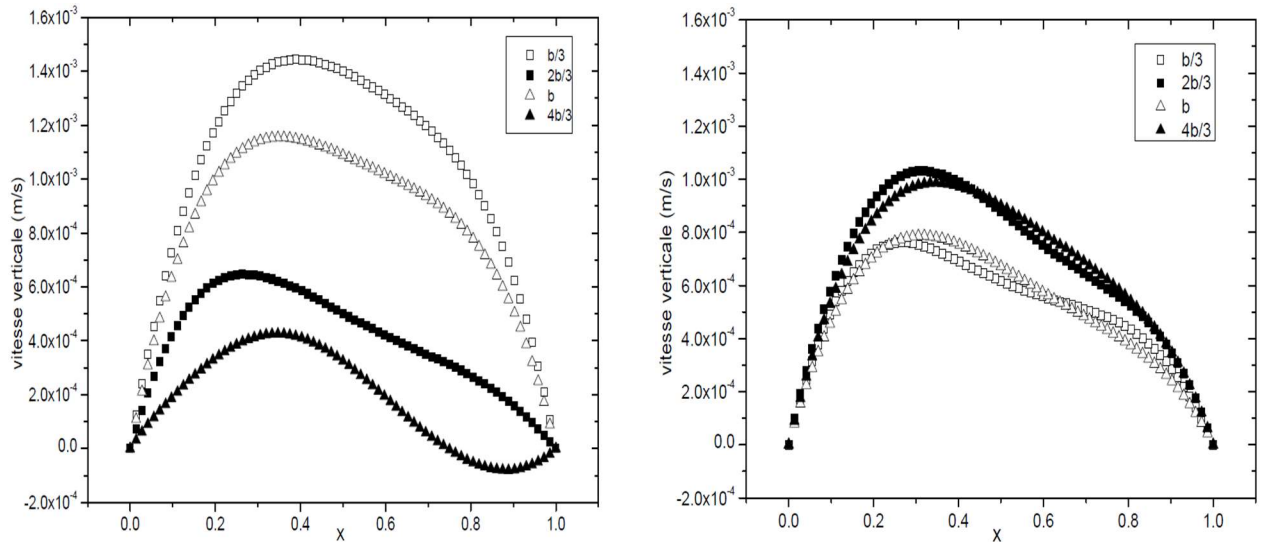 1.6x10⁻³
1.4x10⁻³
1.2x10⁻³
1.0x10⁻³
8.0x10⁻⁴
6.0x10⁻⁴
4.0x10⁻⁴
2.0x10⁻⁴
0.0
-2.0x10⁻⁴
vitesse verticale (m/s)
0.0 0.2 0.4 0.6 0.8 1.0
X
b/3
2b/3
b
4b/3
1.6x10⁻³
1.4x10⁻³
1.2x10⁻³
1.0x10⁻³
8.0x10⁻⁴
6.0x10⁻⁴
4.0x10⁻⁴
2.0x10⁻⁴
0.0
-2.0x10⁻⁴
vitesse verticale (m/s)
0.0 0.2 0.4 0.6 0.8 1.0
X
b/3
2b/3
b
4b/3